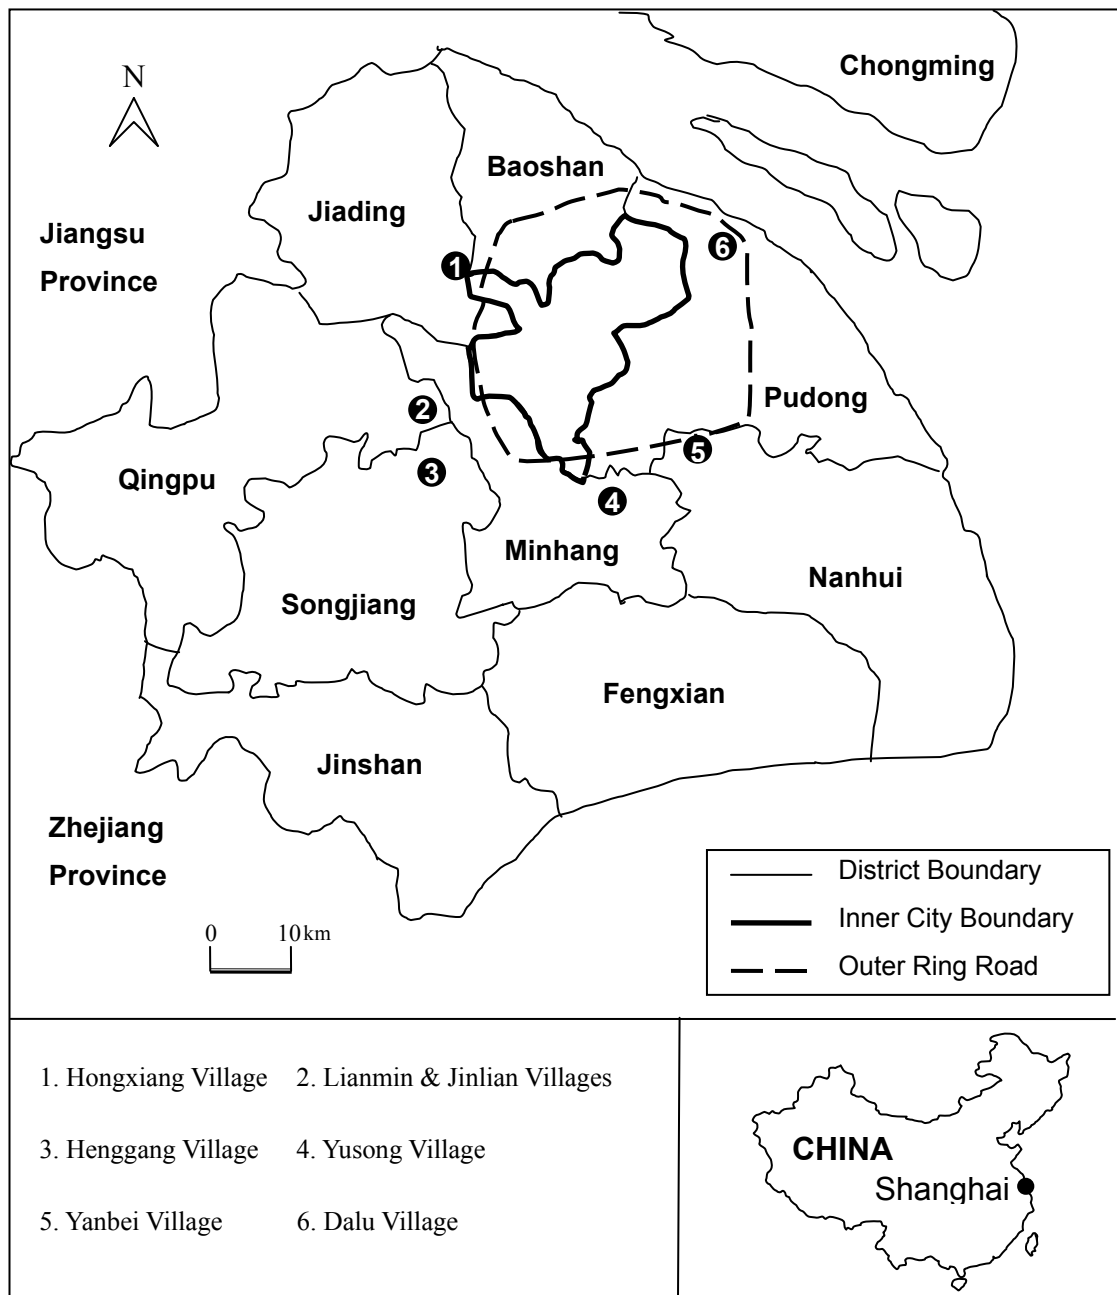 Chongming
N
Baoshan
Jiading
Jiangsu
Province
6
1
2
Pudong
5
3
Qingpu
4
Minhang
Nanhui
Songjiang
Fengxian
Jinshan
Zhejiang
Province
0 10 km
District Boundary
Inner City Boundary
Outer Ring Road
1. Hongxiang Village 2. Lianmin & Jinlian Villages
3. Henggang Village 4. Yusong Village
5. Yanbei Village 6. Dalu Village
CHINA
Shanghai